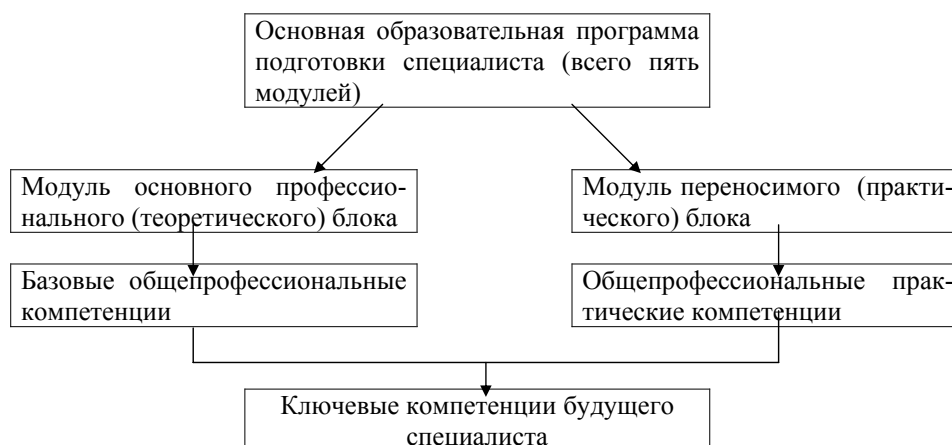 Основная образовательная программа
подготовки специалиста (всего пять
модулей)
Модуль основного профессио-
нального (теоретического) блока
Модуль переносимого (практи-
ческого) блока
Базовые общепрофессиональные
компетенции
Общепрофессиональные прак-
тические компетенции
Ключевые компетенции будущего
специалиста